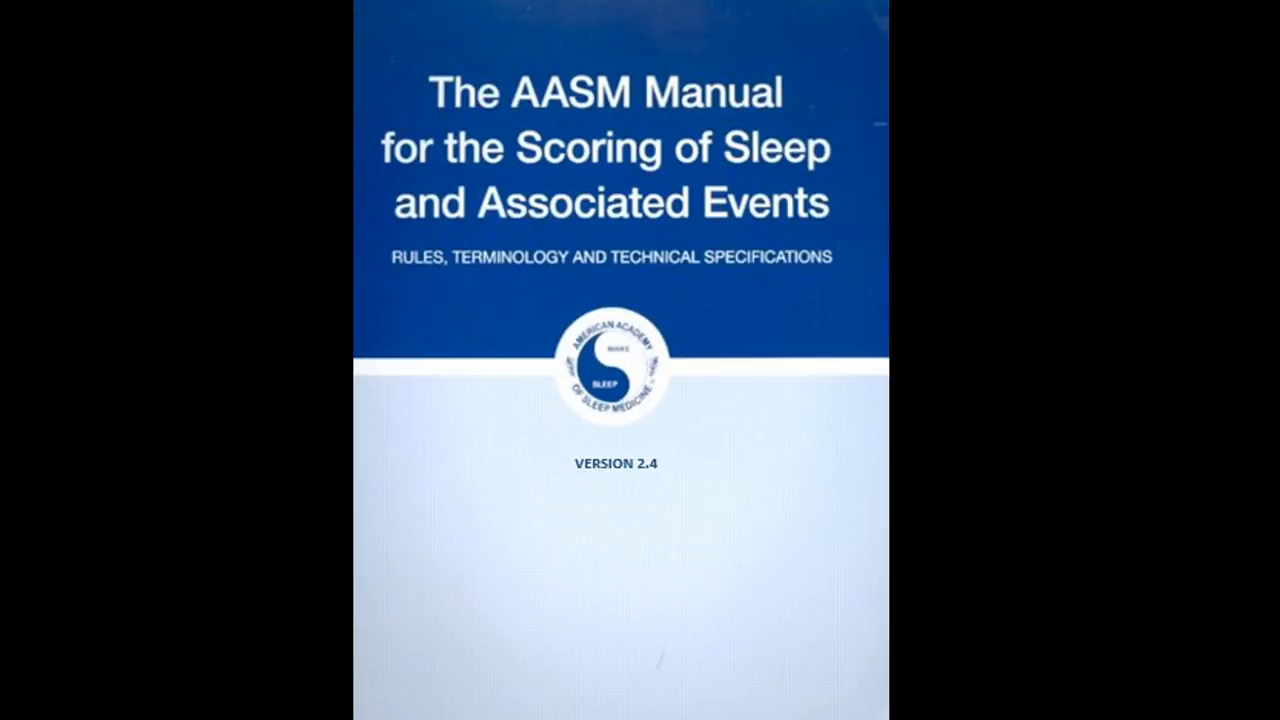 The AASM Manual
for the Scoring of Sleep
and Associated Events
RULES, TERMINOLOGY AND TECHNICAL SPECIFICATIONS
AMERICAN ACADEMY
WAKE
SLEEP
OF SLEEP MEDICINE
VERSION 2.4